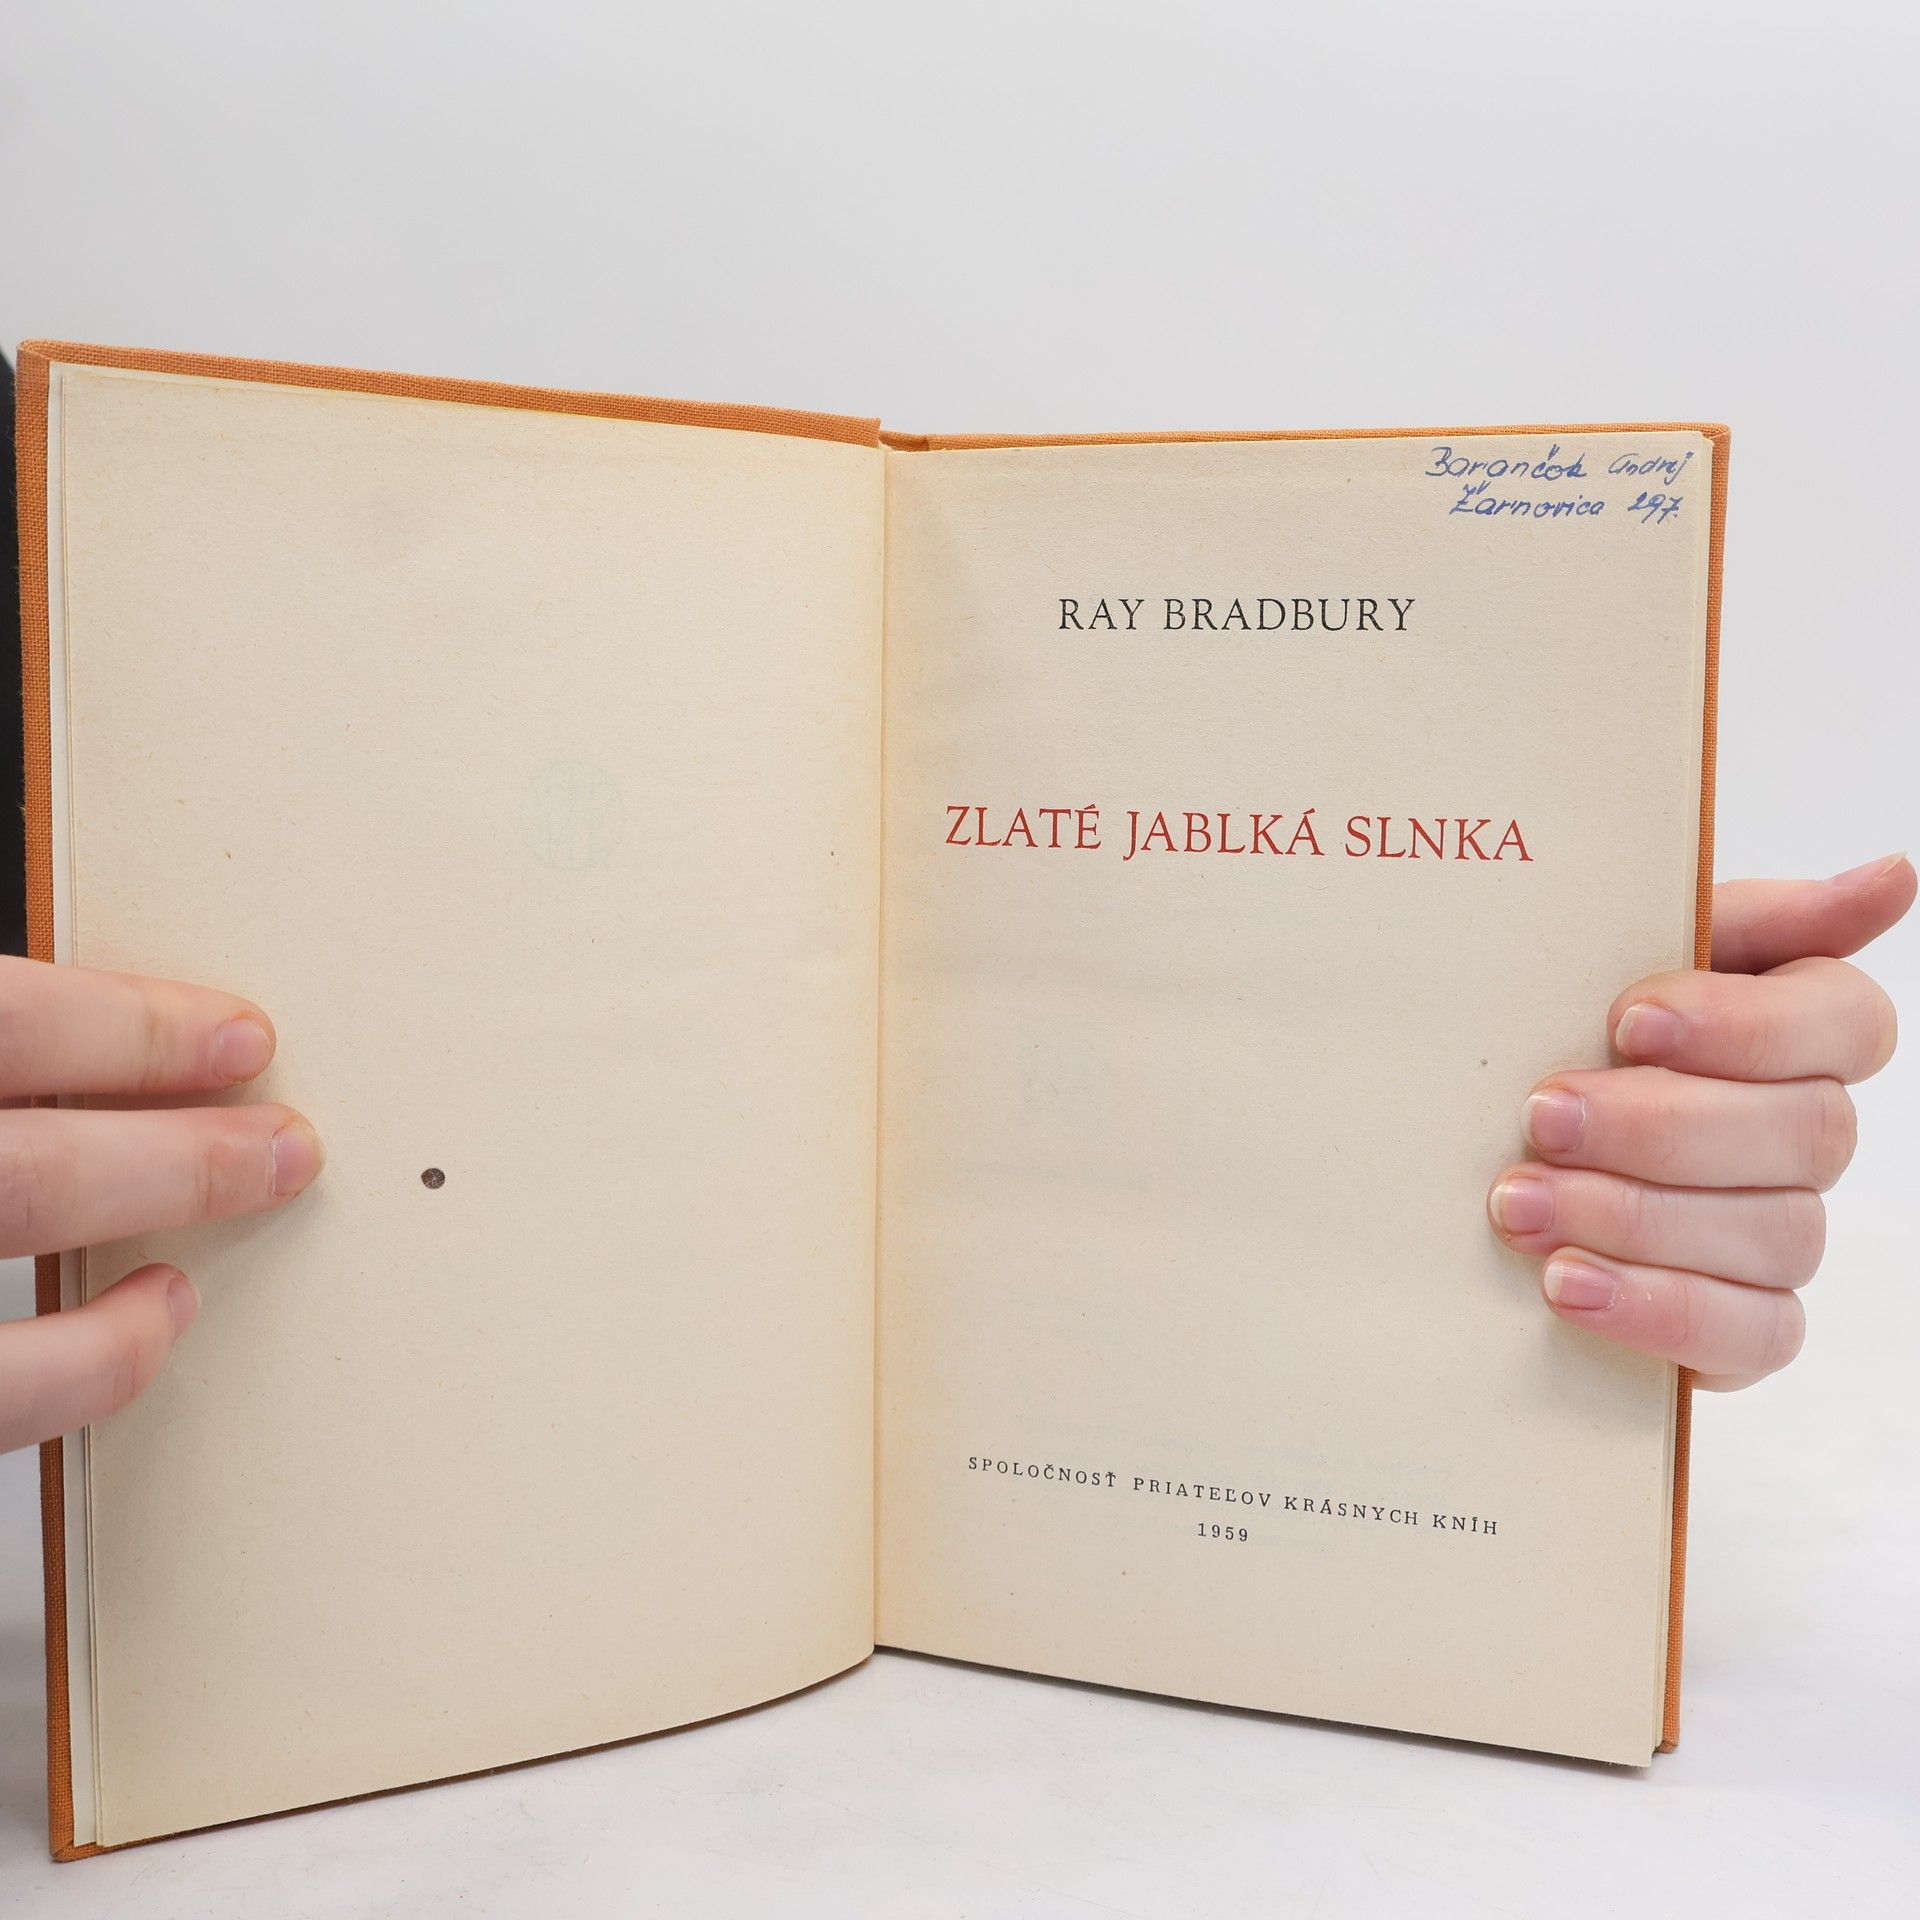 Barančok Andrej
Žarnovica 297.
RAY BRADBURY
ZLATÉ JABLKÁ SLNKA
SPOLOČNOSŤ PRIATEĽOV KRÁSNYCH KNÍH
1959